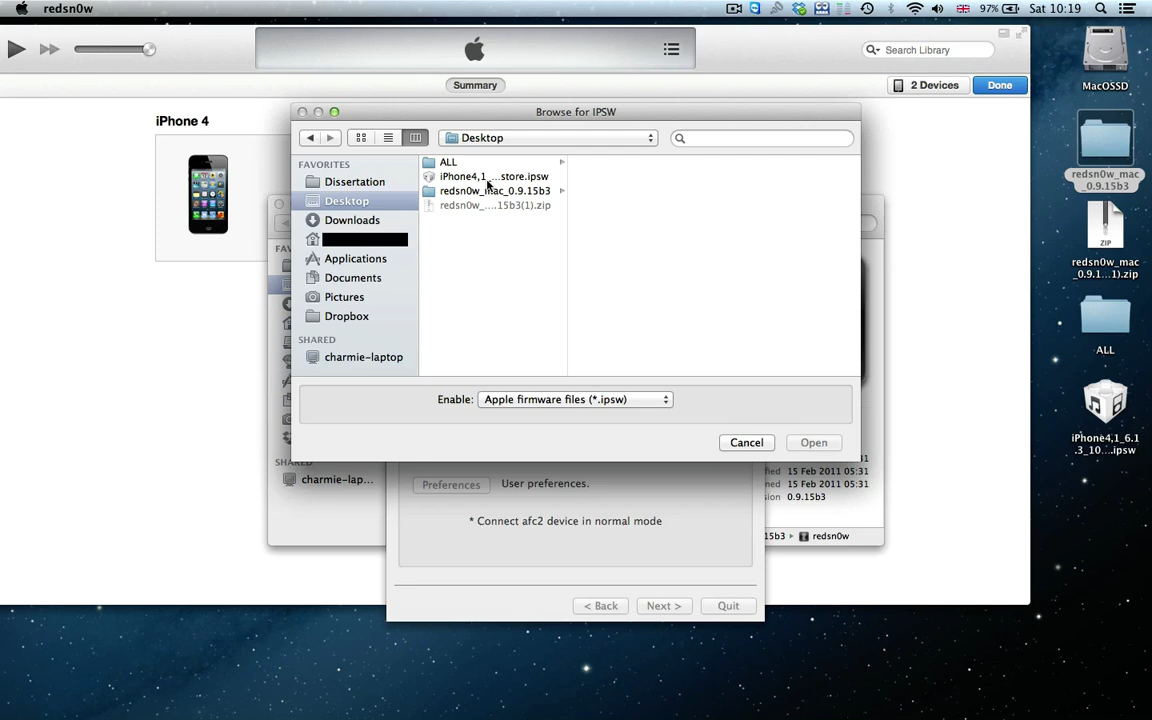 redsn0w
97%
Sat 10:19
Search Library
Summary
2 Devices
Done
MacOSSD
iPhone 4
Browse for IPSW
Desktop
FAVORITES
Dissertation
Desktop
Downloads
Applications
Documents
Pictures
Dropbox
SHARED
charmie-laptop
ALL
iPhone4,1_...store.ipsw
redsn0w_mac_0.9.15b3
redsn0w_....15b3(1).zip
Enable:
Apple firmware files (*.ipsw)
Cancel
Open
redsn0w_mac
_0.9.15b3
ZIP
redsn0w_mac
_0.9.1...1).zip
ALL
iPhone4,1_6.1
.3_10....ipsw
FAV
SHARED
charmie-lap...
15 Feb 2011 05:31
15 Feb 2011 05:31
0.9.15b3
15b3
redsn0w
Preferences
User preferences.
* Connect afc2 device in normal mode
< Back
Next >
Quit